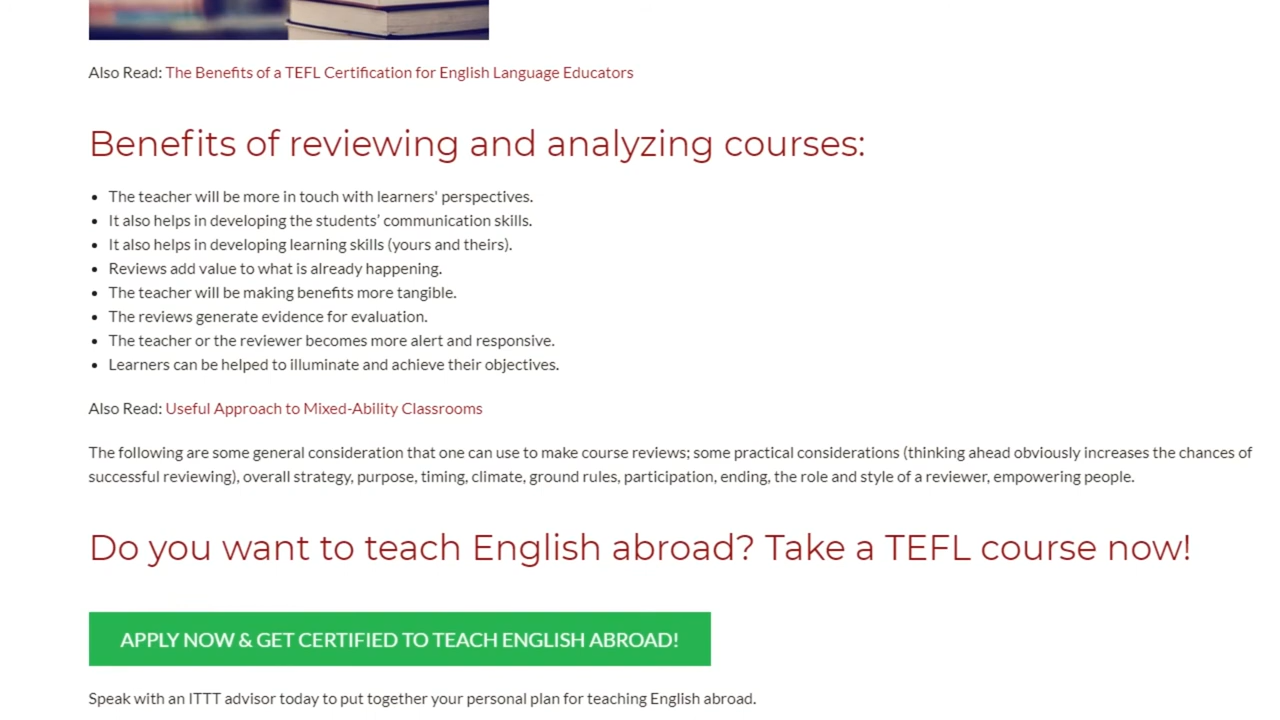 Also Read: The Benefits of a TEFL Certification for English Language Educators
Benefits of reviewing and analyzing courses:
• The teacher will be more in touch with learners' perspectives.
• It also helps in developing the students’ communication skills.
• It also helps in developing learning skills (yours and theirs).
• Reviews add value to what is already happening.
• The teacher will be making benefits more tangible.
• The reviews generate evidence for evaluation.
• The teacher or the reviewer becomes more alert and responsive.
• Learners can be helped to illuminate and achieve their objectives.
Also Read: Useful Approach to Mixed-Ability Classrooms
The following are some general consideration that one can use to make course reviews; some practical considerations (thinking ahead obviously increases the chances of
successful reviewing), overall strategy, purpose, timing, climate, ground rules, participation, ending, the role and style of a reviewer, empowering people.
Do you want to teach English abroad? Take a TEFL course now!
APPLY NOW & GET CERTIFIED TO TEACH ENGLISH ABROAD!
Speak with an ITTT advisor today to put together your personal plan for teaching English abroad.